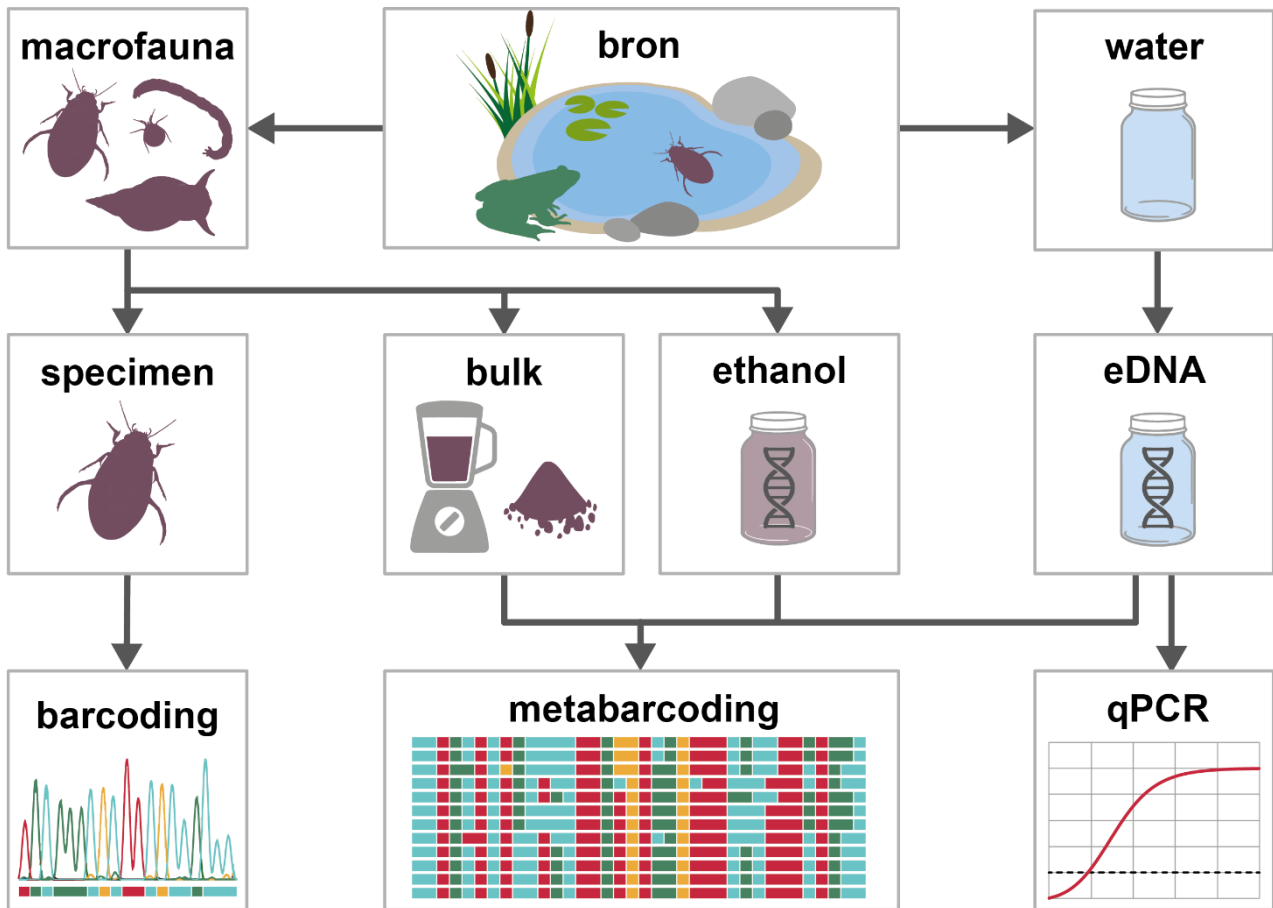 macrofauna
bron
water
specimen
bulk
ethanol
eDNA
barcoding
metabarcoding
qPCR